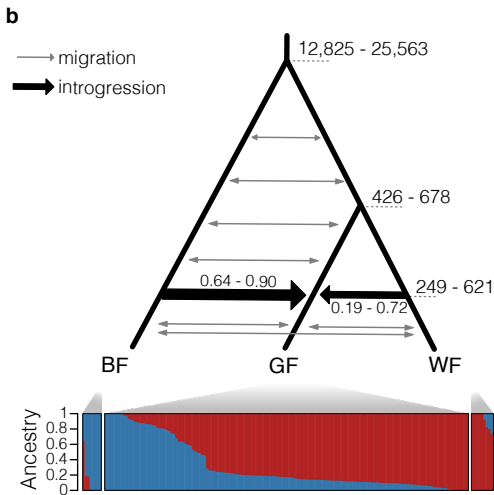 b
migration
introgression
12,825 - 25,563
426 - 678
249 - 621
0.64 - 0.90
0.19 - 0.72
BF GF WF
Ancestry
1
0.8
0.6
0.4
0.2
0